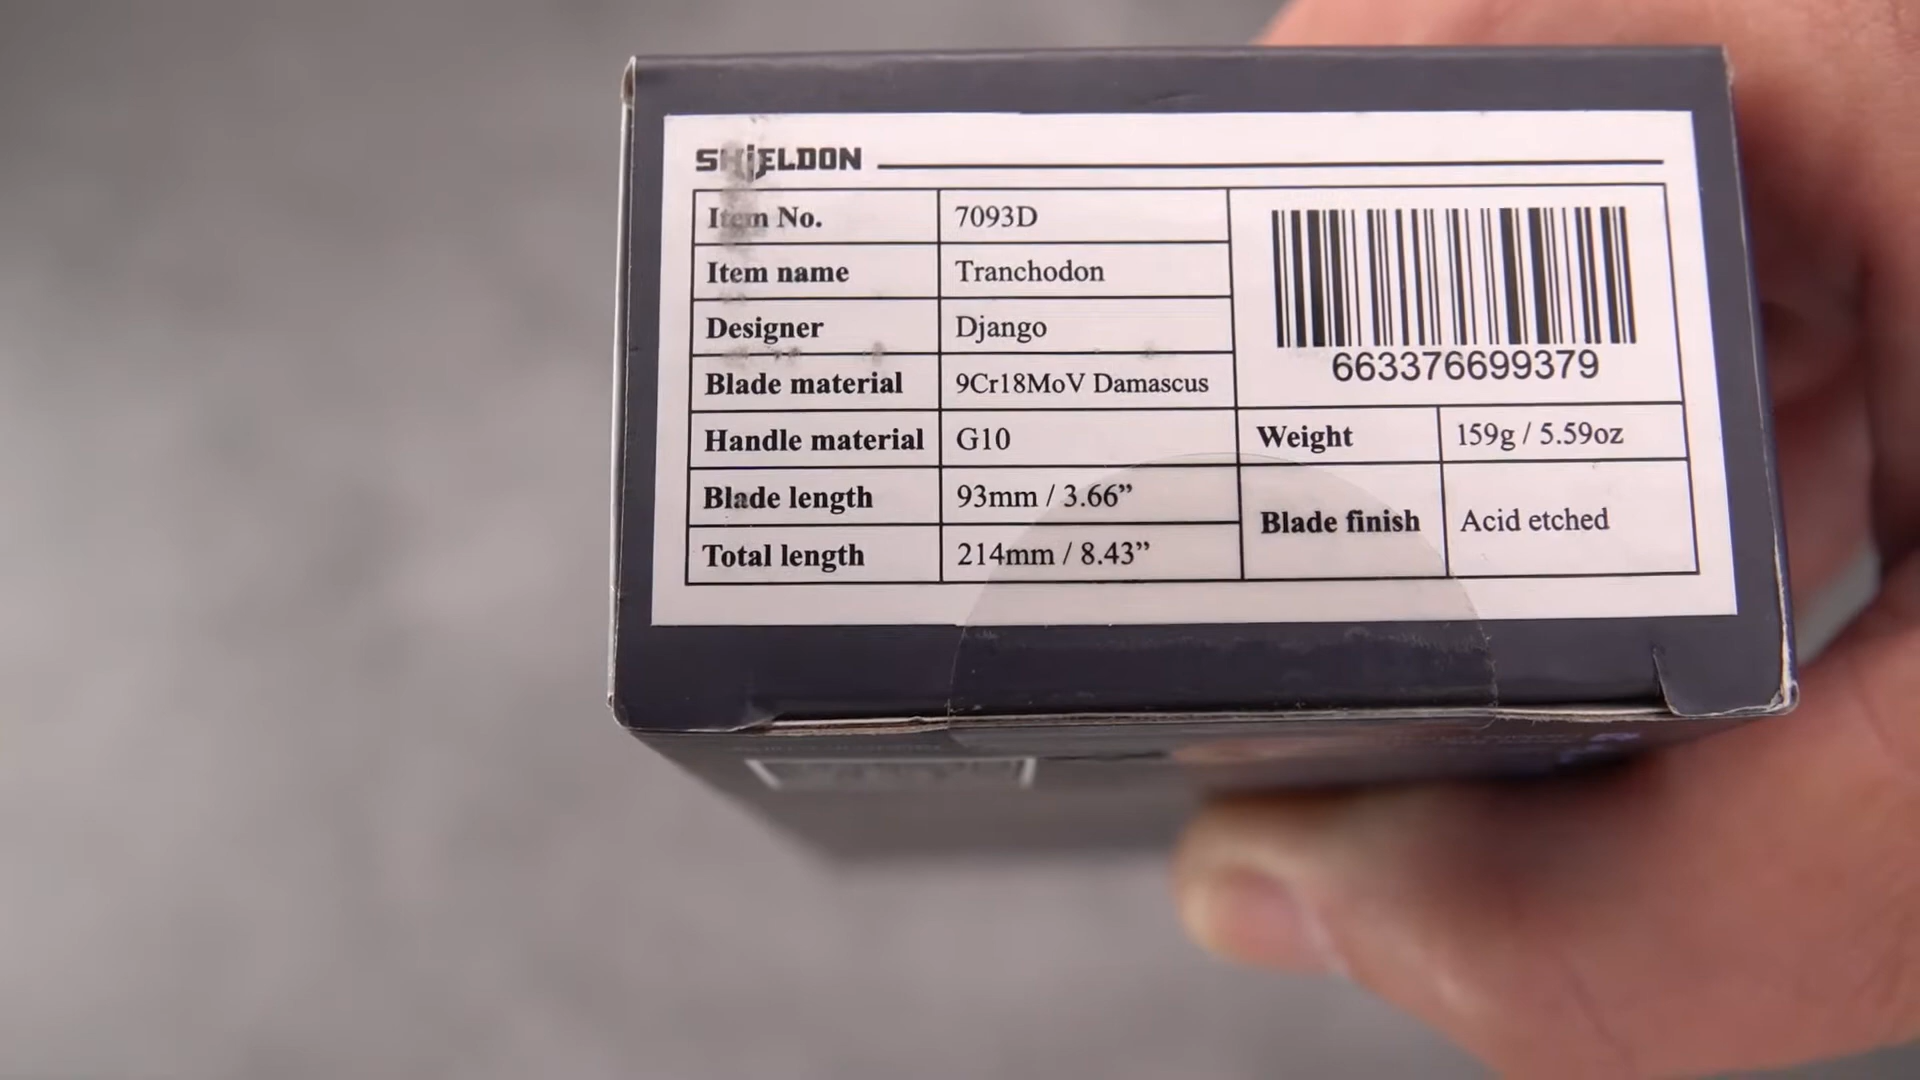 SHiELDON
Item No. 7093D
Item name Tranchodon
Designer Django
Blade material 9Cr18MoV Damascus
663376699379
Handle material G10 Weight 159g / 5.59oz
Blade length 93mm / 3.66”
Blade finish Acid etched
Total length 214mm / 8.43”